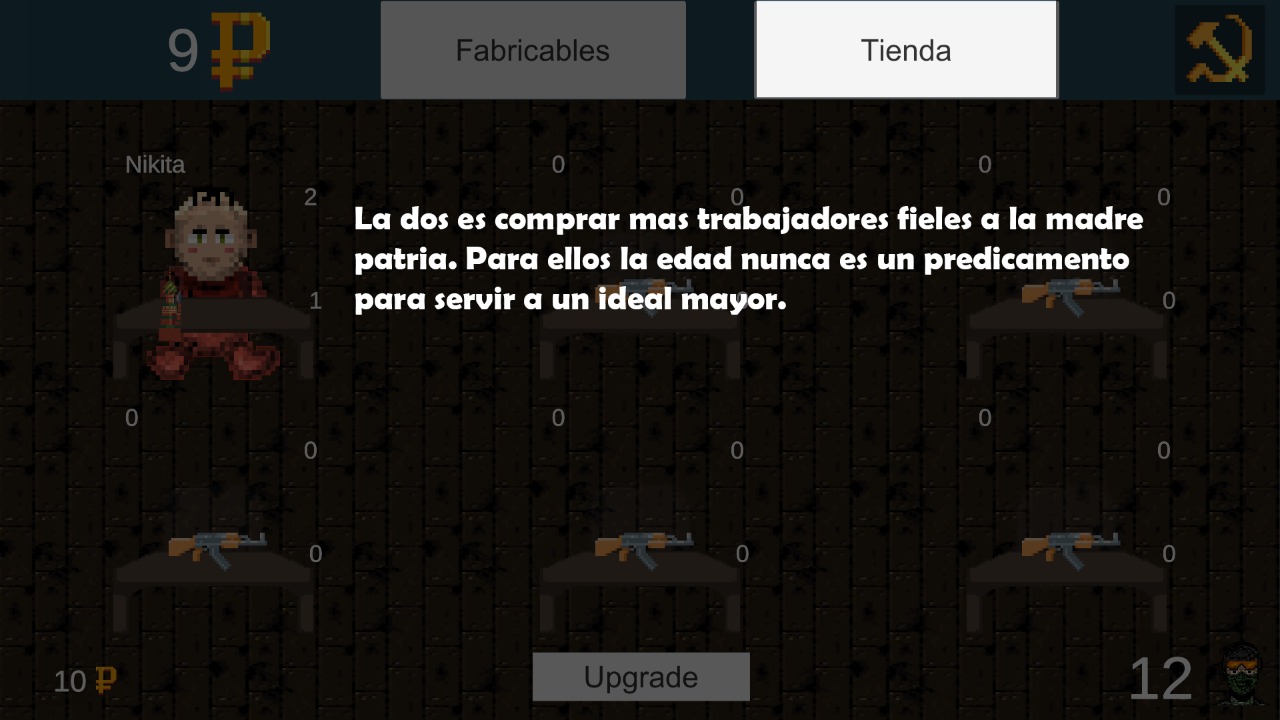 9
Fabricables
Tienda
Nikita
2
1
0
0
0
0
0
La dos es comprar mas trabajadores fieles a la madre
patria. Para ellos la edad nunca es un predicamento
para servir a un ideal mayor.
0
0
0
0
0
0
0
0
0
10
Upgrade
12